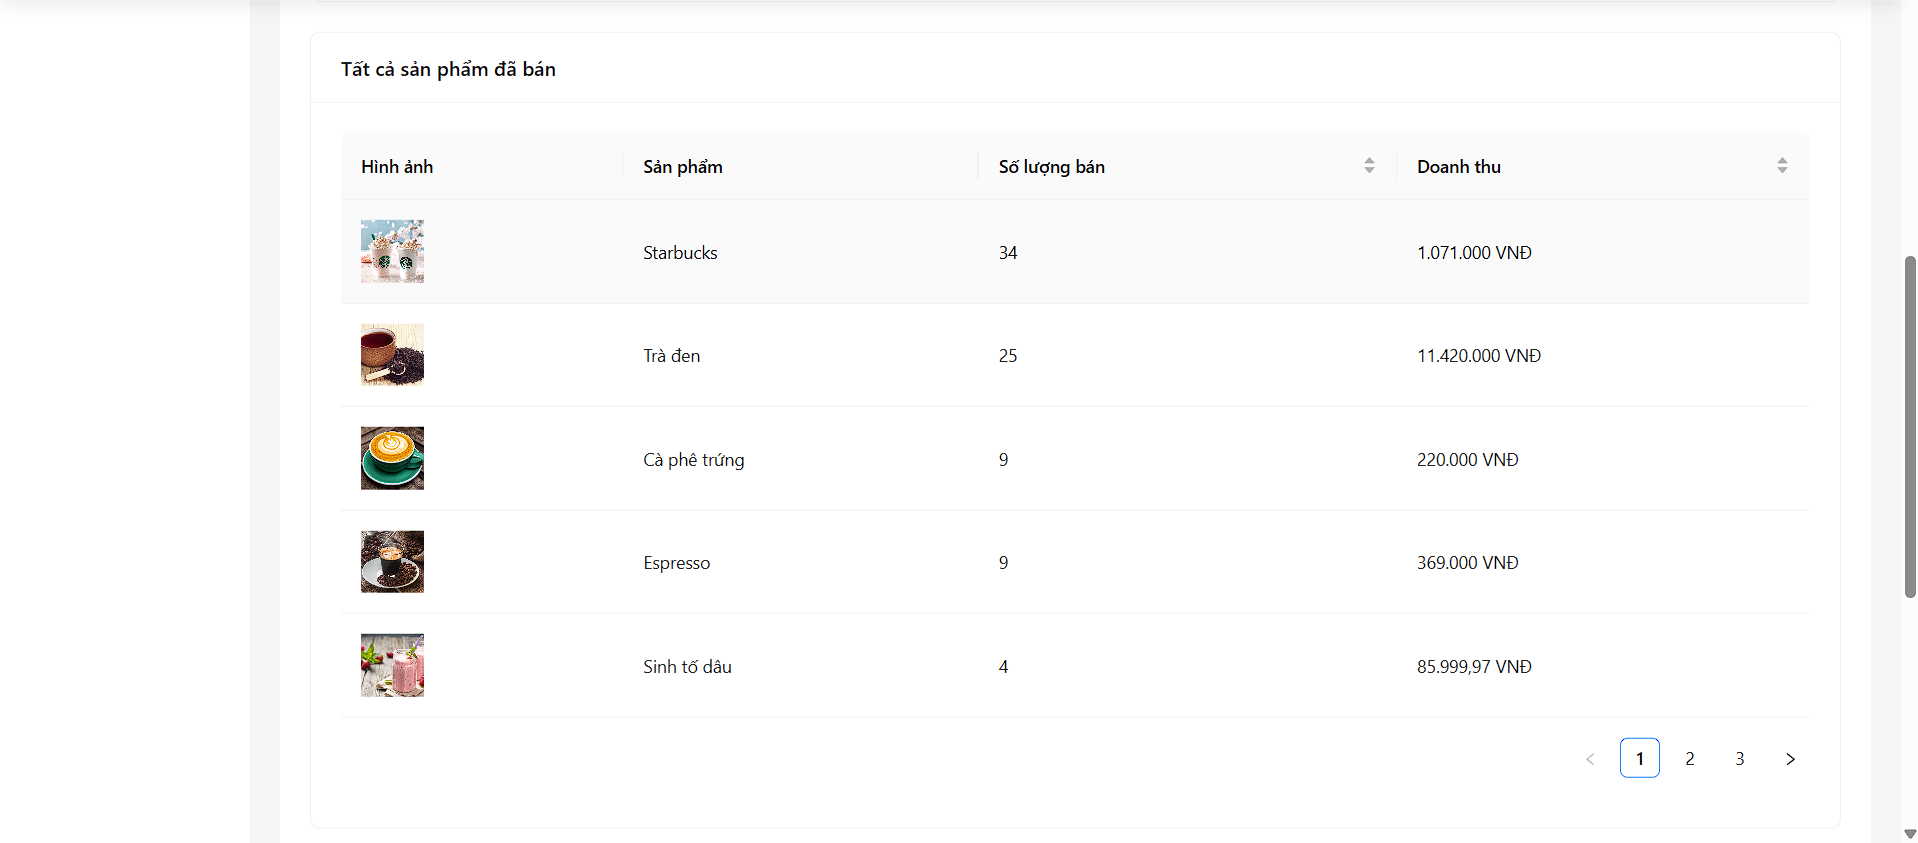 Tất cả sản phẩm đã bán
Hình ảnh Sản phẩm Số lượng bán Doanh thu
Starbucks 34 1.071.000 VNĐ
Trà đen 25 11.420.000 VNĐ
Cà phê trứng 9 220.000 VNĐ
Espresso 9 369.000 VNĐ
Sinh tố dâu 4 85.999,97 VNĐ
1 2 3